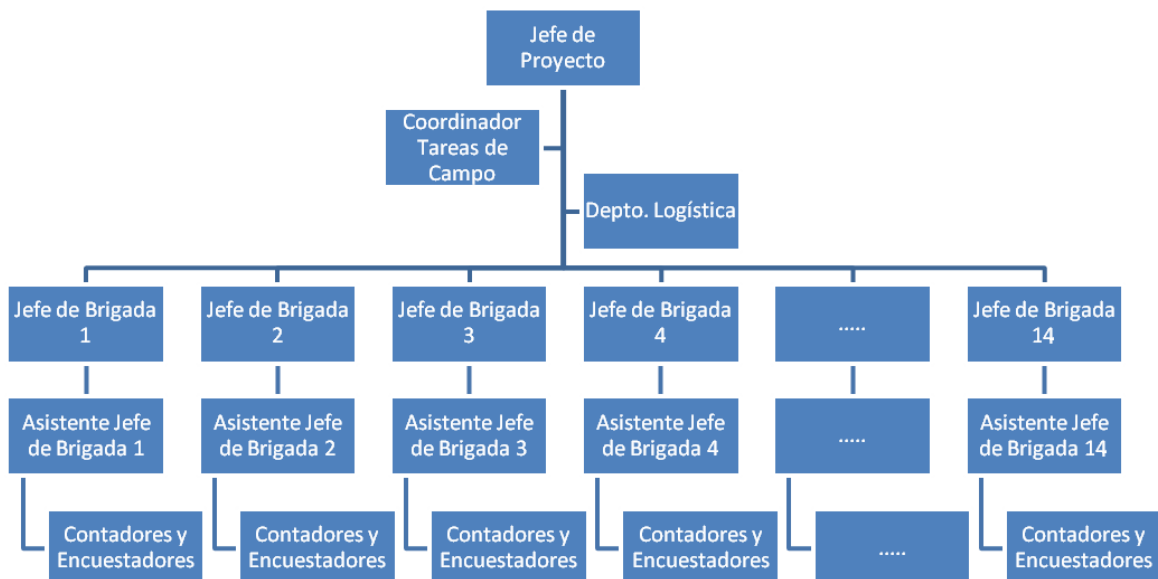 Jefe de
Proyecto
Coordinador
Tareas de
Campo
Depto. Logística
Jefe de Brigada
1
Jefe de Brigada
2
Jefe de Brigada
3
Jefe de Brigada
4
.....
Jefe de Brigada
14
Asistente Jefe
de Brigada 1
Asistente Jefe
de Brigada 2
Asistente Jefe
de Brigada 3
Asistente Jefe
de Brigada 4
.....
Asistente Jefe
de Brigada 14
Contadores y
Encuestadores
Contadores y
Encuestadores
Contadores y
Encuestadores
Contadores y
Encuestadores
.....
Contadores y
Encuestadores